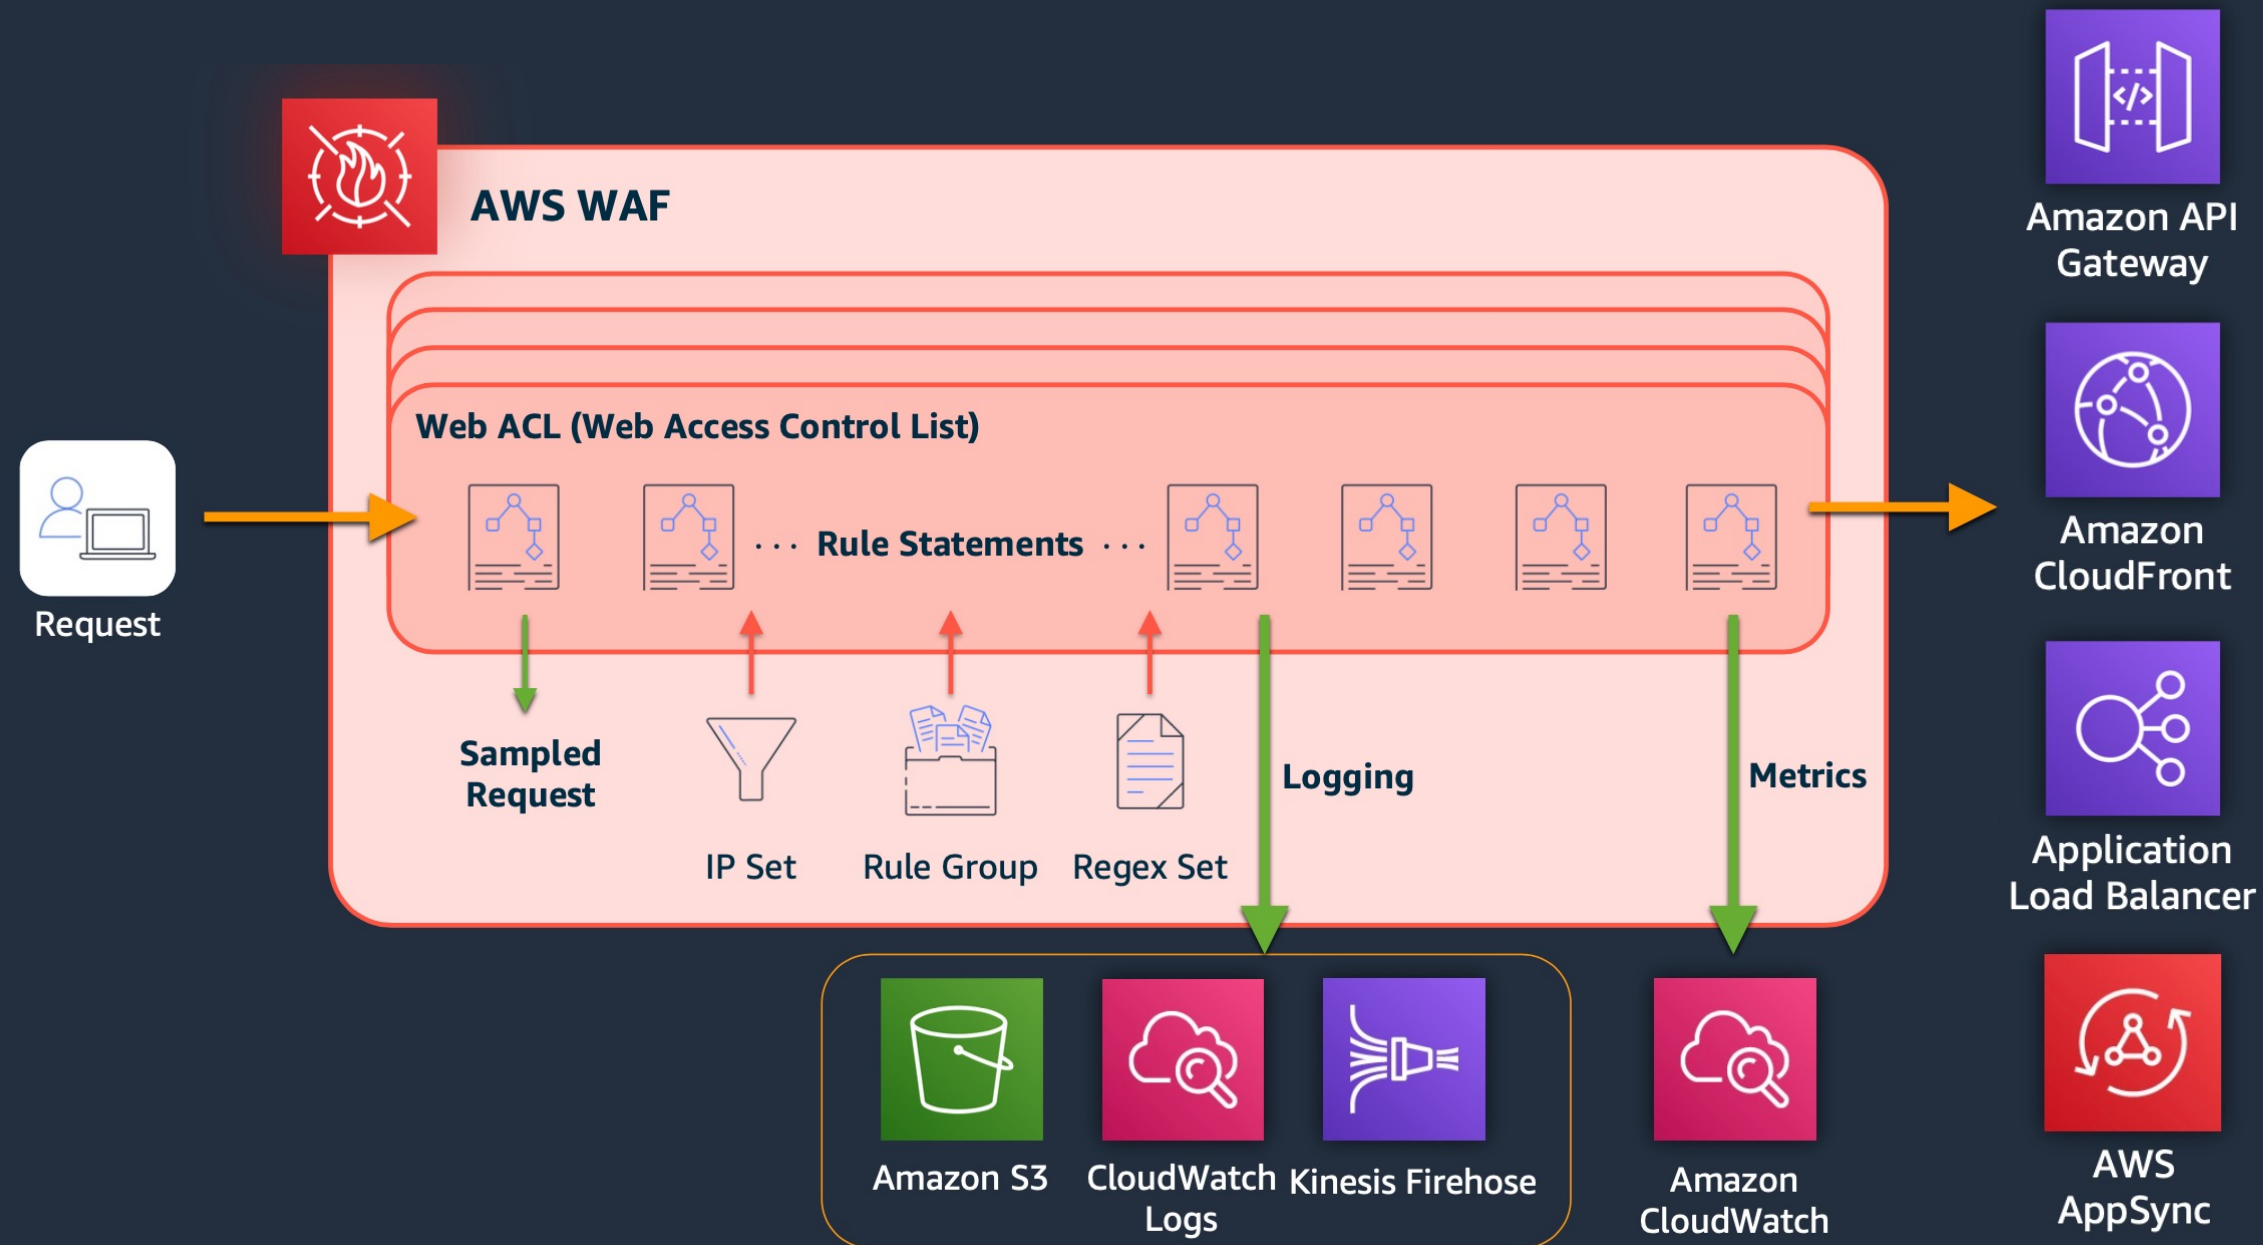 AWS WAF
Web ACL (Web Access Control List)
··· Rule Statements ···
Request
Sampled
Request
IP Set
Rule Group
Regex Set
Logging
Metrics
Amazon S3
CloudWatch
Logs
Kinesis Firehose
Amazon
CloudWatch
Amazon API
Gateway
</>
Amazon
CloudFront
Application
Load Balancer
AWS
AppSync